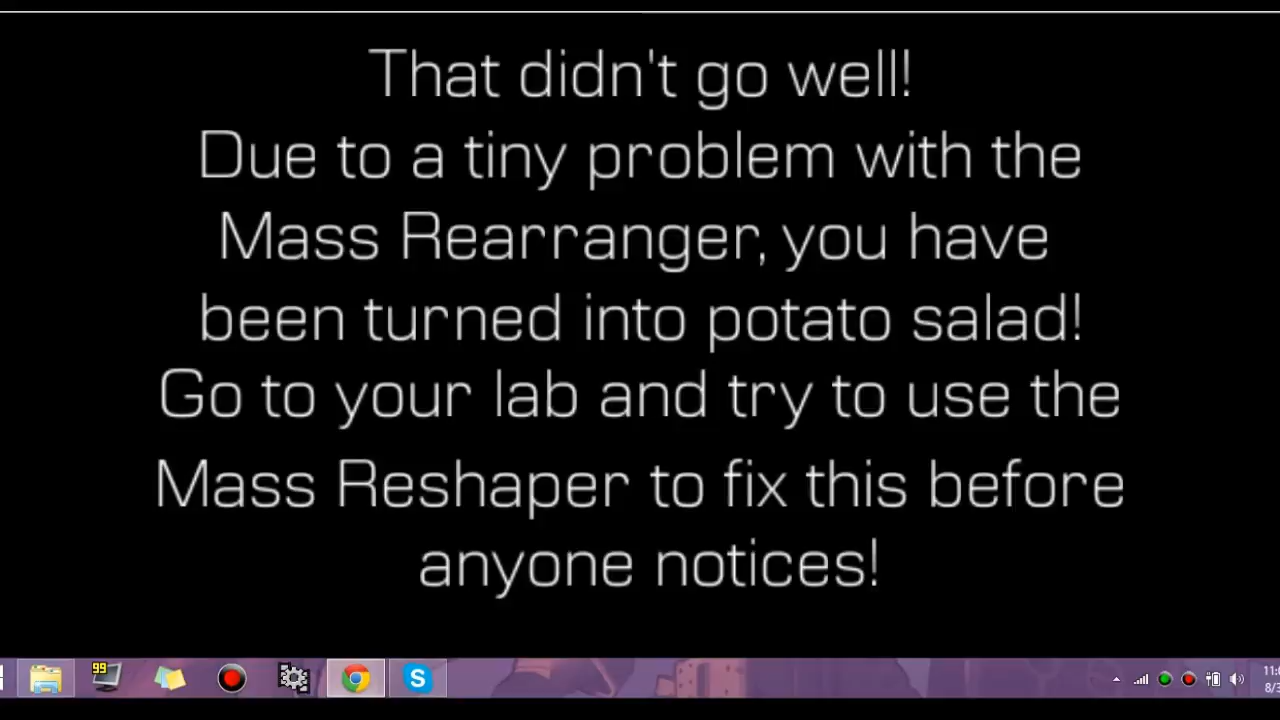 That didn't go well!
Due to a tiny problem with the
Mass Rearranger, you have
been turned into potato salad!
Go to your lab and try to use the
Mass Reshaper to fix this before
anyone notices!
99
S